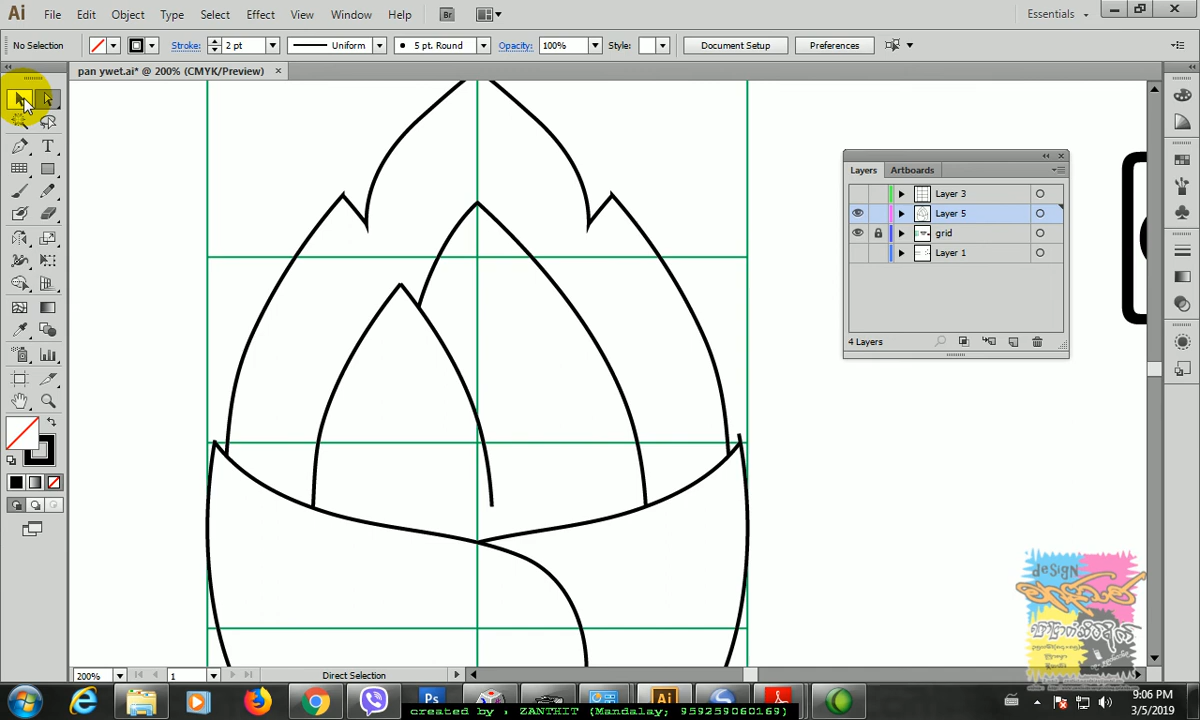 Ai File Edit Object Type Select Effect View Window Help Br Essentials
No Selection Stroke: 2 pt Uniform 5 pt. Round Opacity: 100% Style: Document Setup Preferences
pan ywet.ai* @ 200% (CMYK/Preview)
T
Layers Artboards
Layer 3
Layer 5
grid
Layer 1
4 Layers
deSiGN
200% 1 Direct Selection
Ps Ai
9:06 PM
3/5/2019
created by : ZANTHIT (Mandalay; 959259060169)